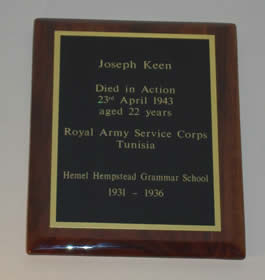 Joseph Keen
Died in Action
23rd April 1943
aged 22 years
Royal Army Service Corps
Tunisia
Hemel Hempstead Grammar School
1931 - 1936